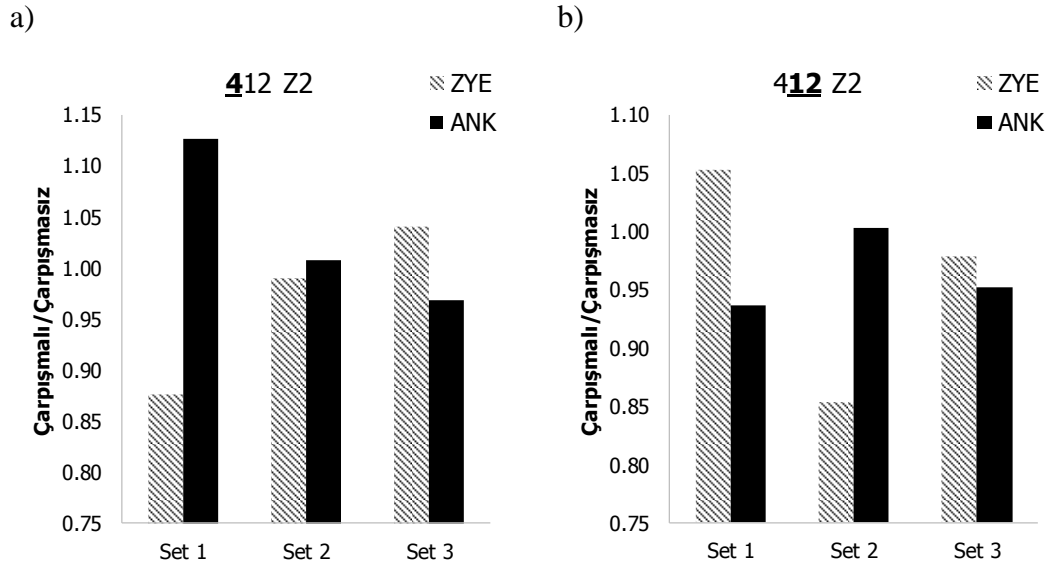 a)
412 Z2
ZYE
ANK
Çarpışmalı/Çarpışmasız
1.15
1.10
1.05
1.00
0.95
0.90
0.85
0.80
0.75
Set 1 Set 2 Set 3
b)
412 Z2
ZYE
ANK
Çarpışmalı/Çarpışmasız
1.10
1.05
1.00
0.95
0.90
0.85
0.80
0.75
Set 1 Set 2 Set 3